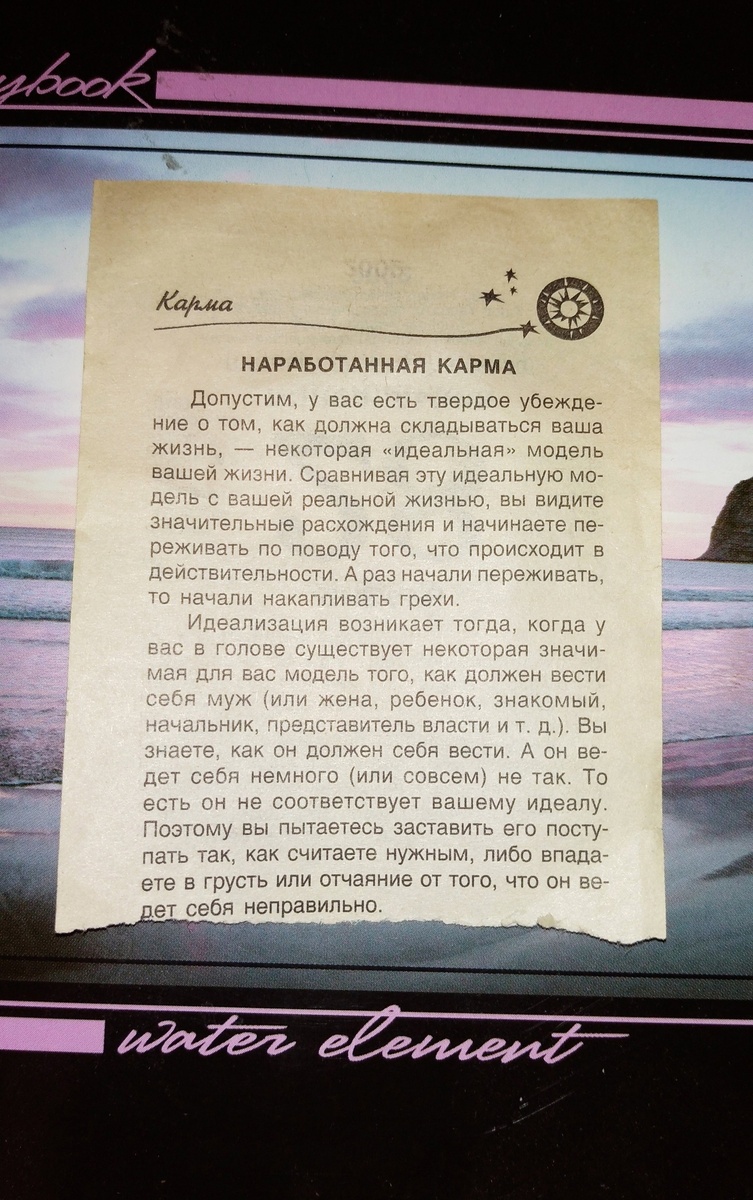 ybook
Карма
НАРАБОТАННАЯ КАРМА
Допустим, у вас есть твердое убежде-
ние о том, как должна складываться ваша
жизнь, — некоторая «идеальная» модель
вашей жизни. Сравнивая эту идеальную мо-
дель с вашей реальной жизнью, вы видите
значительные расхождения и начинаете пе-
реживать по поводу того, что происходит в
действительности. А раз начали переживать,
то начали накапливать грехи.
Идеализация возникает тогда, когда у
вас в голове существует некоторая значи-
мая для вас модель того, как должен вести
себя муж (или жена, ребенок, знакомый,
начальник, представитель власти и т. д.). Вы
знаете, как он должен себя вести. А он ве-
дет себя немного (или совсем) не так. То
есть он не соответствует вашему идеалу.
Поэтому вы пытаетесь заставить его посту-
пать так, как считаете нужным, либо впада-
ете в грусть или отчаяние от того, что он ве-
дет себя неправильно.
water element